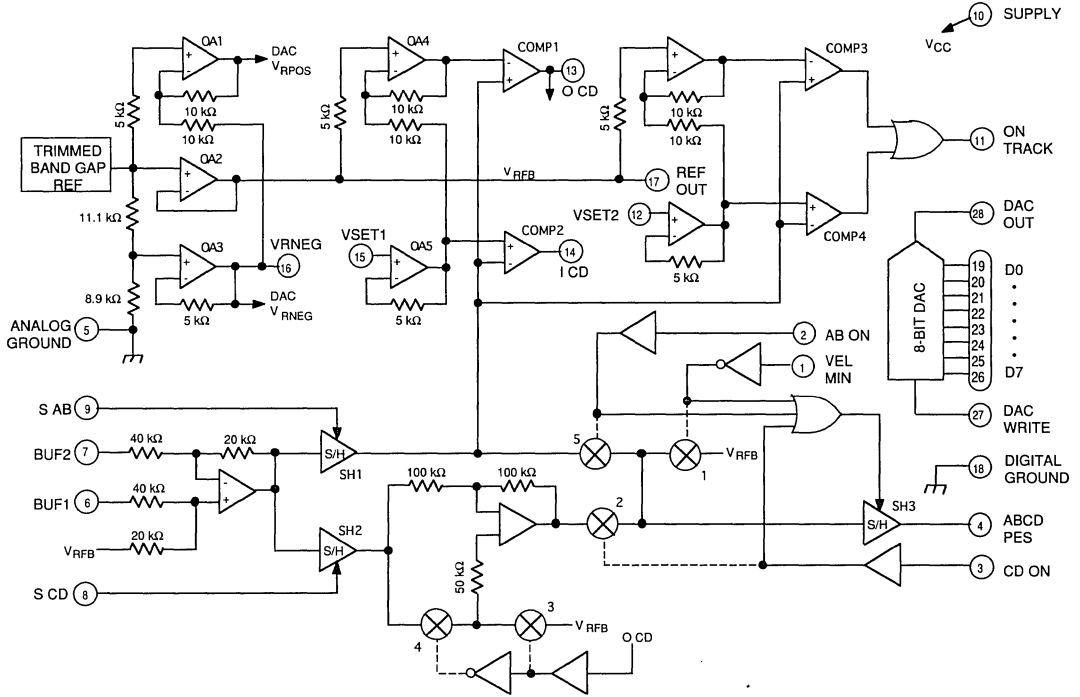 10 SUPPLY
VCC
OA1
DAC
VRPOS
5 kΩ
10 kΩ
10 kΩ
TRIMMED
BAND GAP
REF
OA2
11.1 kΩ
OA3
VRNEG
16
DAC
VRNEG
8.9 kΩ
5 kΩ
ANALOG
GROUND
5
OA4
5 kΩ
10 kΩ
10 kΩ
COMP1
13
O CD
VRFB
17
REF
OUT
VSET1
15
OA5
5 kΩ
COMP2
14
I CD
5 kΩ
10 kΩ
10 kΩ
VSET2
12
5 kΩ
COMP3
COMP4
11
ON
TRACK
28
DAC
OUT
8-BIT DAC
19
20
21
22
23
24
25
26
D0
D7
27
DAC
WRITE
18
DIGITAL
GROUND
2
AB ON
1
VEL
MIN
S AB 9
BUF2 7
40 kΩ
20 kΩ
BUF1 6
40 kΩ
VRFB
20 kΩ
S CD 8
S/H
SH1
SH2
S/H
100 kΩ
100 kΩ
50 kΩ
5
1
VRFB
2
4
3
VRFB
O CD
SH3
S/H
4
ABCD
PES
3
CD ON
+
-